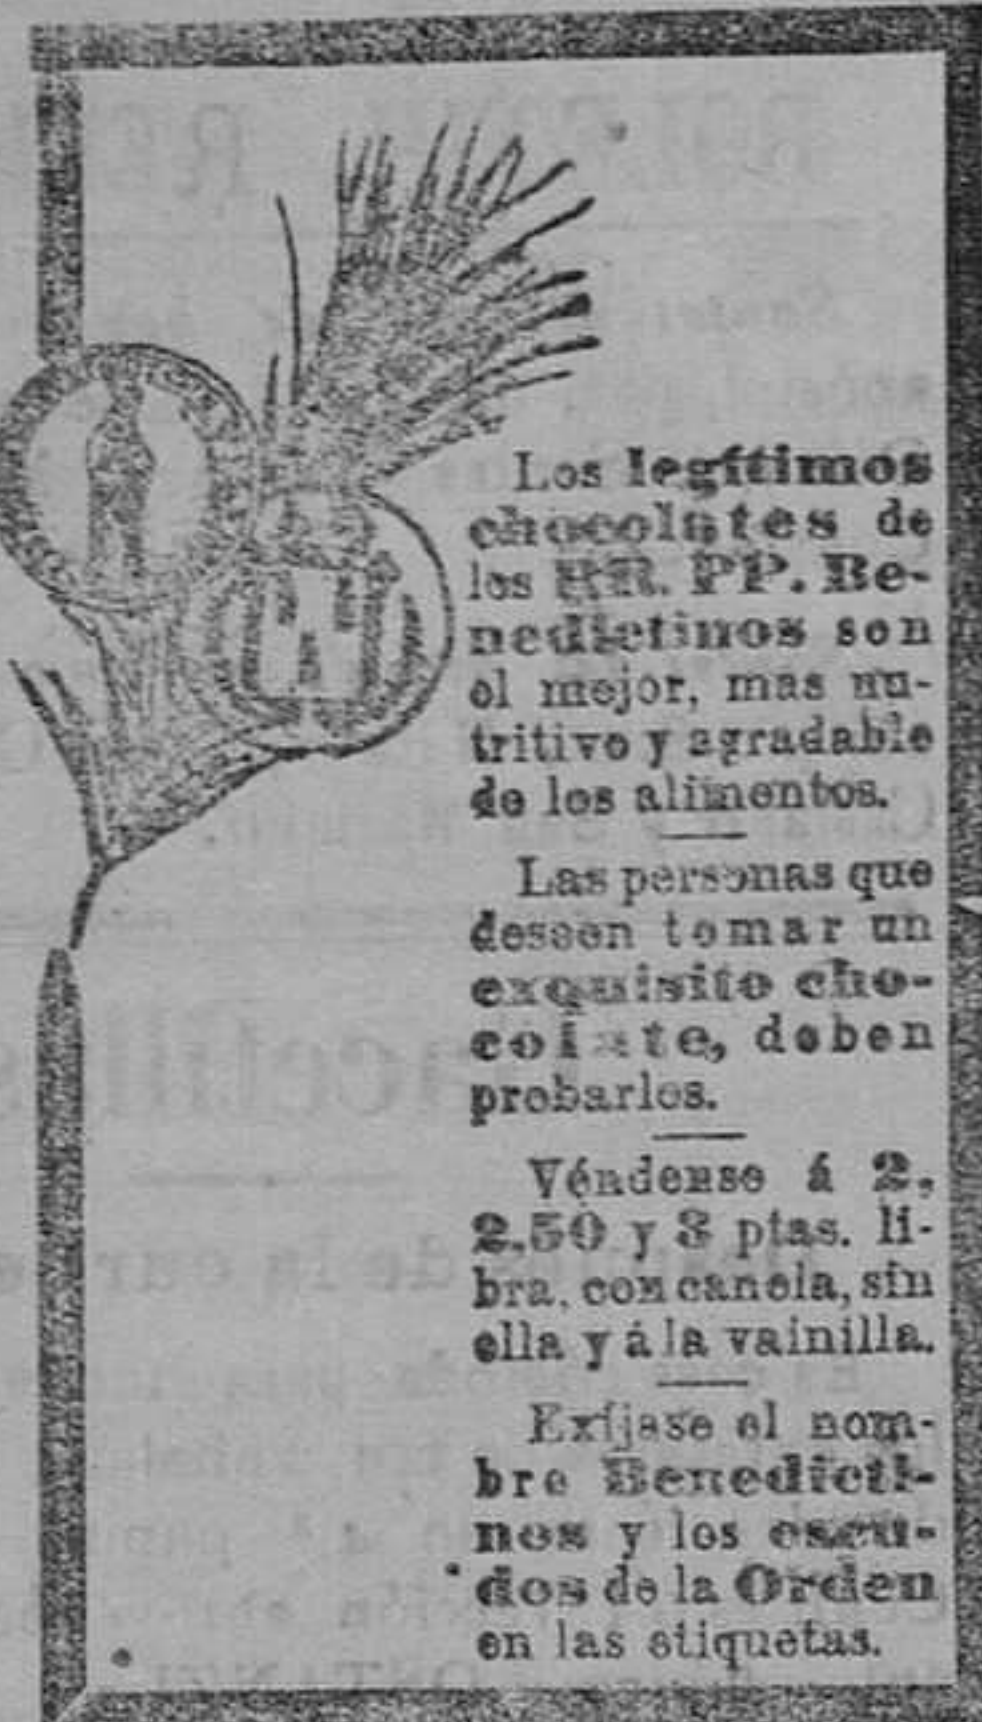 Los legítimos
chocolates de
los RR. PP. Be-
nedictinos son
el mejor, mas nu-
tritivo y agradable
de los alimentos.
Las personas que
deseen tomar un
exquisito cho-
colate, deben
probarlos.
Véndense á 2,
2,50 y 3 ptas. li-
bra, con canela, sin
ella y á la vainilla.
Exíjase el nom-
bre Benedicti-
nos y los escu-
dos de la Orden
en las etiquetas.